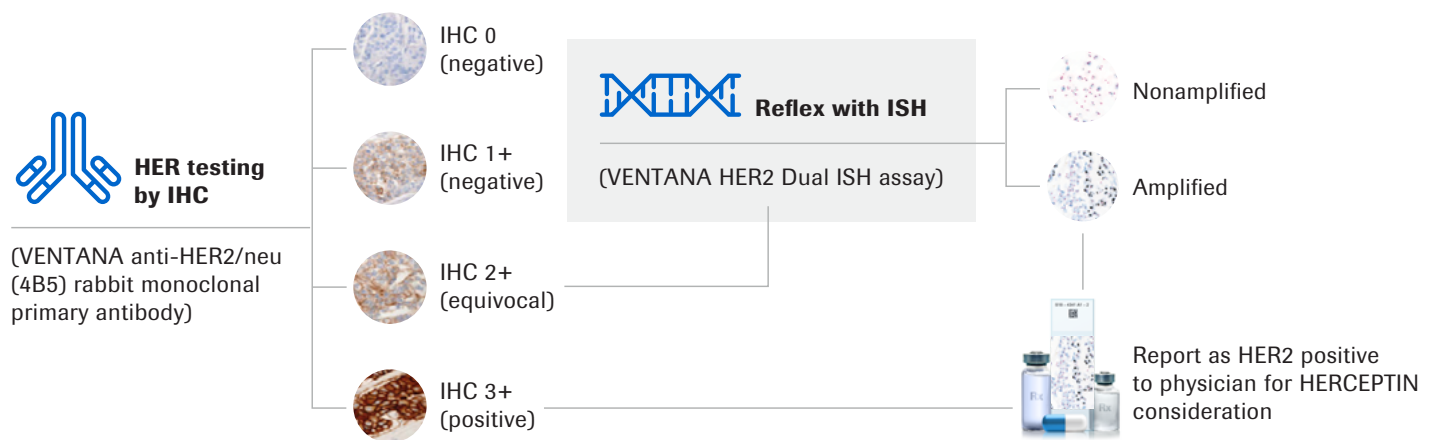 HER testing
by IHC
(VENTANA anti-HER2/neu
(4B5) rabbit monoclonal
primary antibody)
IHC 0
(negative)
IHC 1+
(negative)
IHC 2+
(equivocal)
IHC 3+
(positive)
Reflex with ISH
(VENTANA HER2 Dual ISH assay)
Nonamplified
Amplified
Rx
Rx
Report as HER2 positive
to physician for HERCEPTIN
consideration